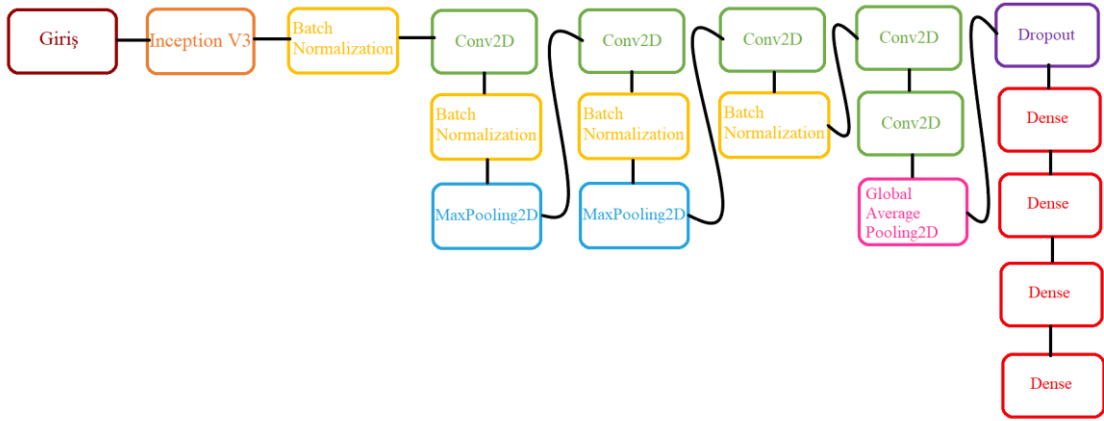 Giriş
Inception V3
Batch
Normalization
Conv2D
Batch
Normalization
MaxPooling2D
Conv2D
Batch
Normalization
MaxPooling2D
Conv2D
Batch
Normalization
Conv2D
Conv2D
Global
Average
Pooling2D
Dropout
Dense
Dense
Dense
Dense